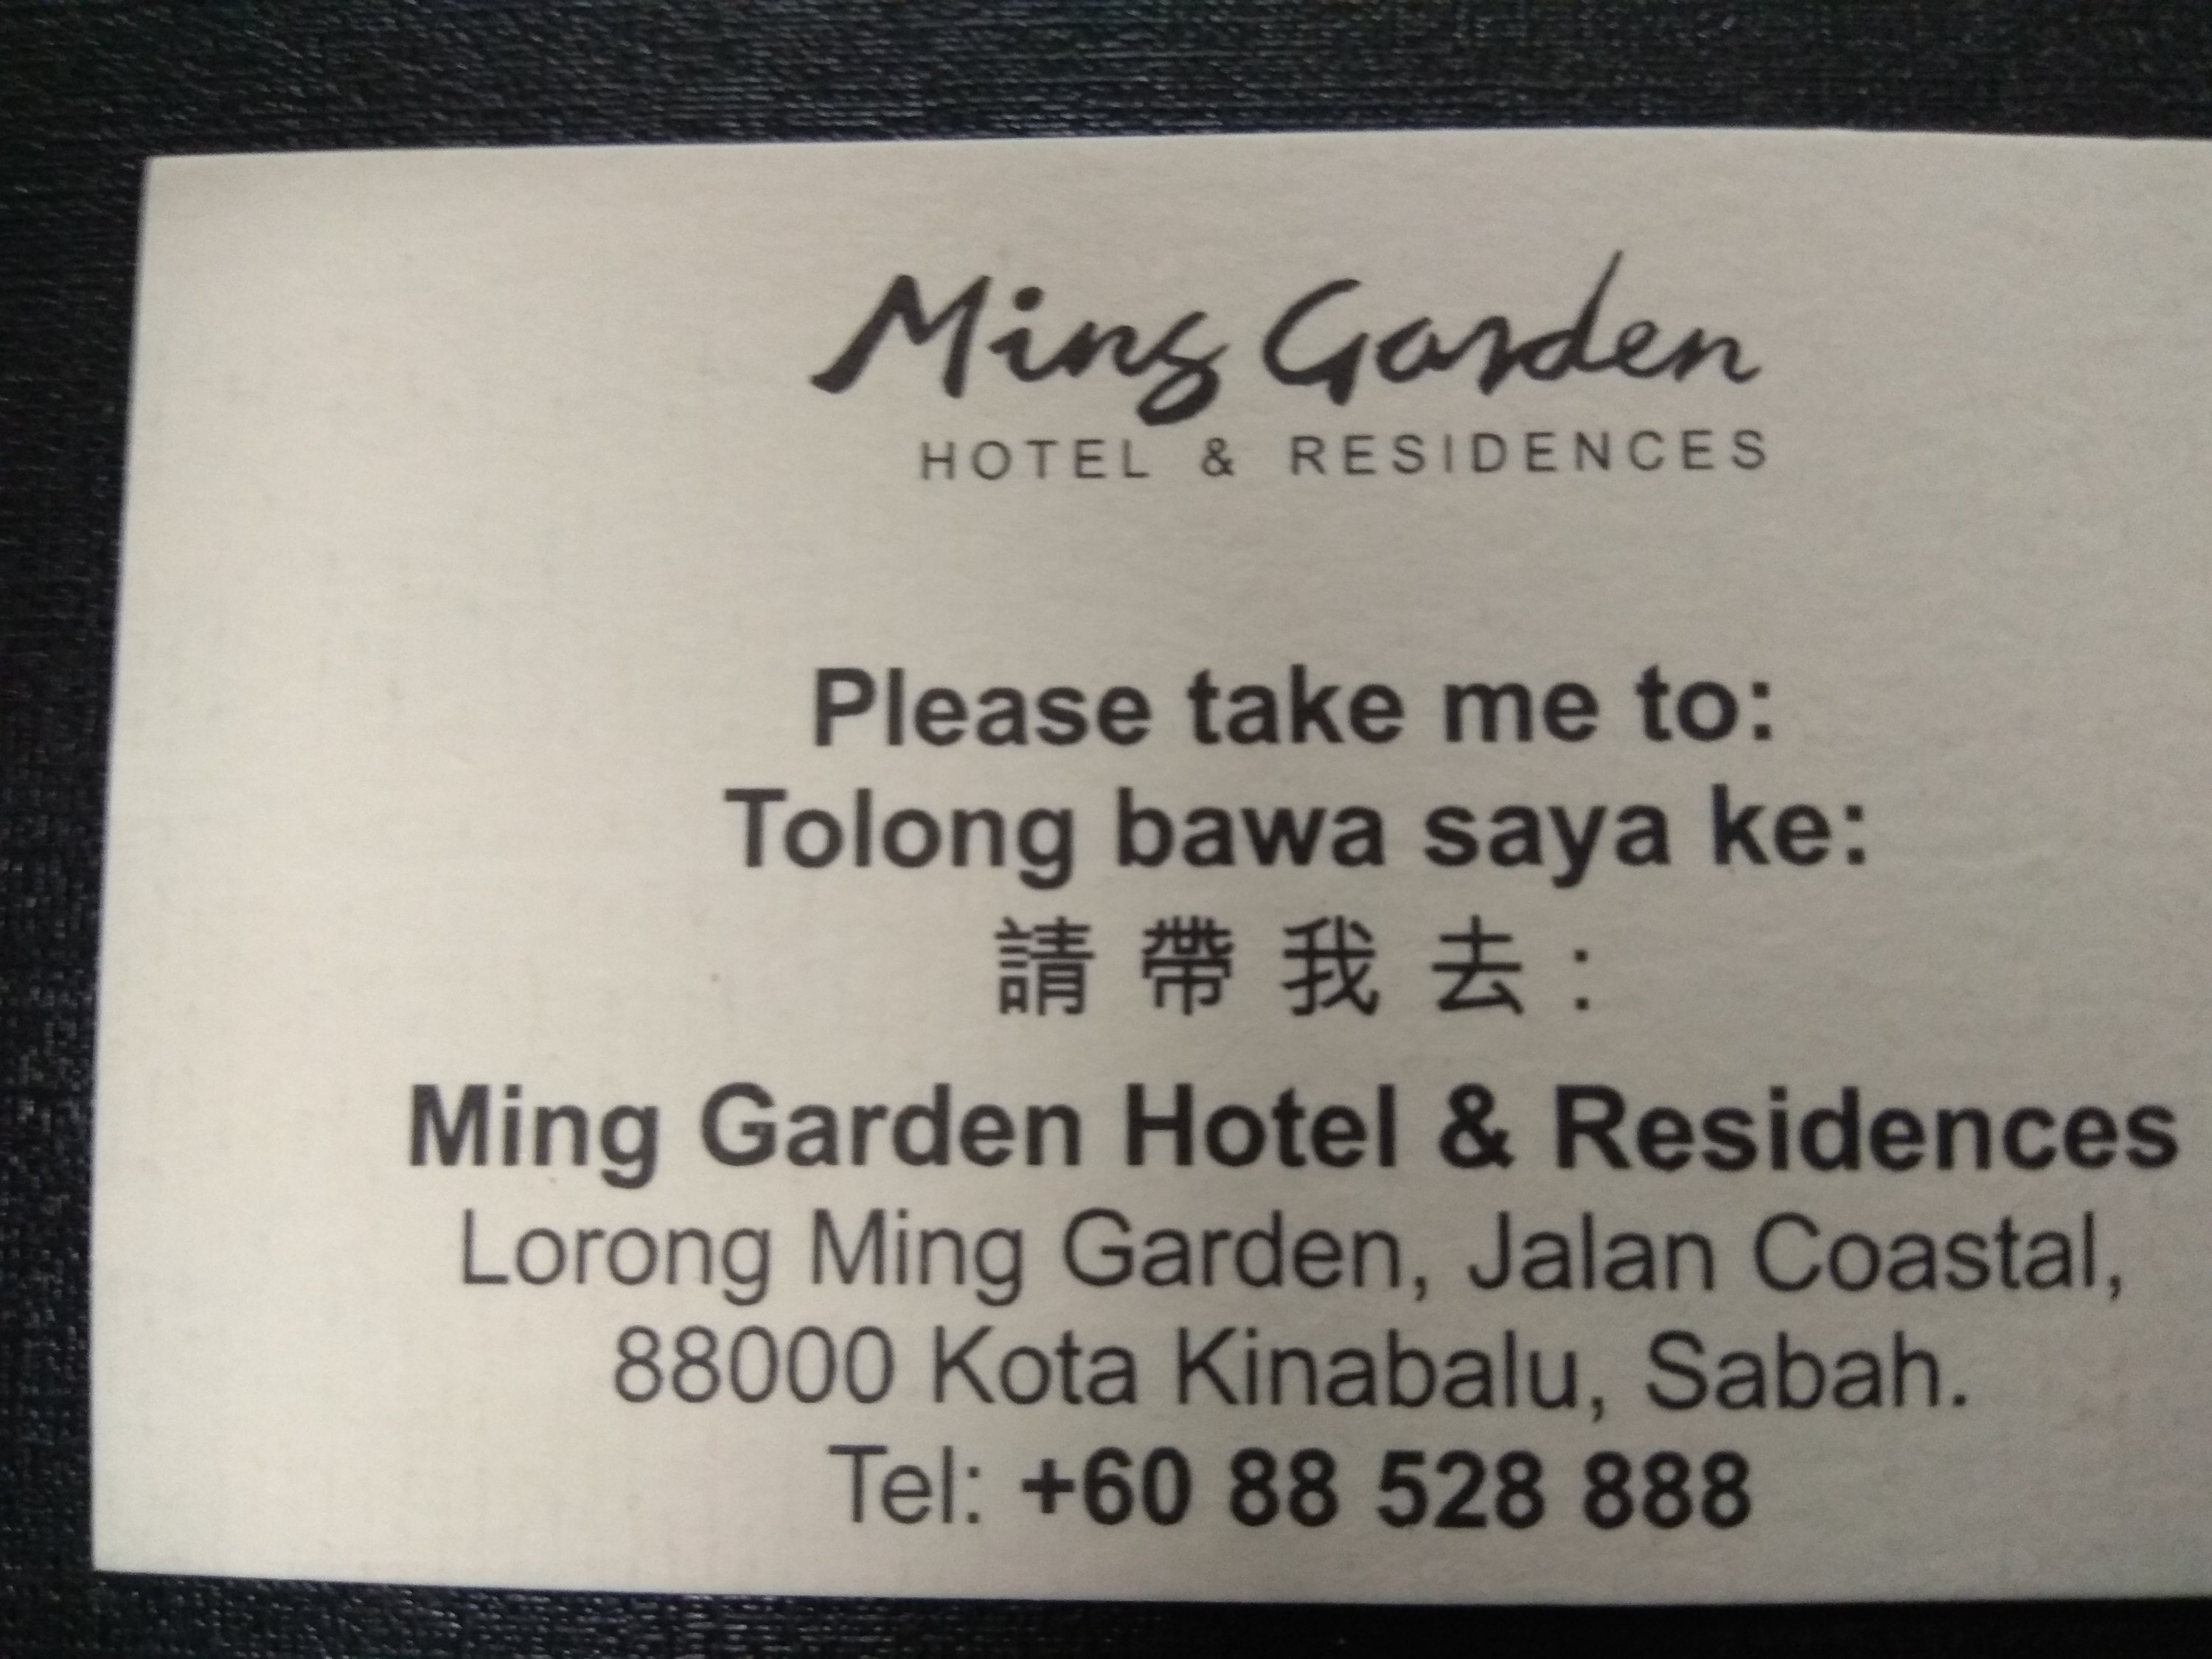 Ming Garden
HOTEL & RESIDENCES
Please take me to:
Tolong bawa saya ke:
請帶我去:
Ming Garden Hotel & Residences
Lorong Ming Garden, Jalan Coastal,
88000 Kota Kinabalu, Sabah.
Tel: +60 88 528 888